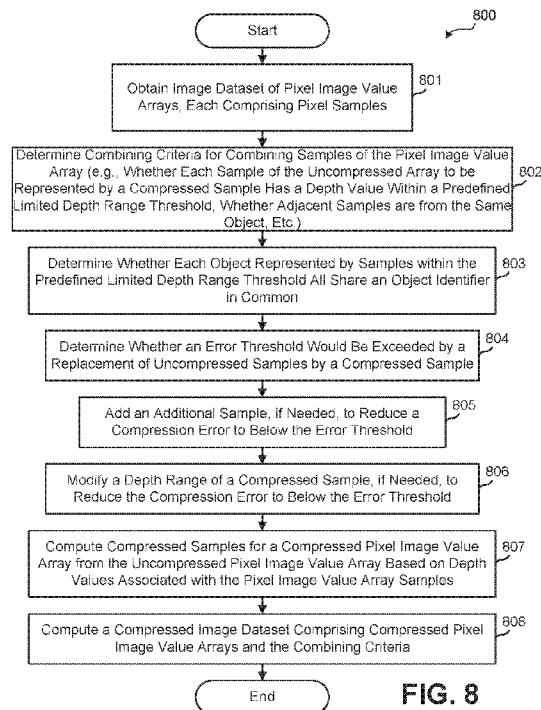 800
Start
801
Obtain Image Dataset of Pixel Image Value
Arrays, Each Comprising Pixel Samples
Determine Combining Criteria for Combining Samples of the Pixel Image Value
Array (e.g., Whether Each Sample of the Uncompressed Array to be
Represented by a Compressed Sample Has a Depth Value Within a Predefined
Limited Depth Range Threshold, Whether Adjacent Samples are from the Same
Object, Etc.)
802
Determine Whether Each Object Represented by Samples within the
Predefined Limited Depth Range Threshold All Share an Object Identifier
in Common
803
804
Determine Whether an Error Threshold Would Be Exceeded by a
Replacement of Uncompressed Samples by a Compressed Sample
805
Add an Additional Sample, if Needed, to Reduce a
Compression Error to Below the Error Threshold
806
Modify a Depth Range of a Compressed Sample, if Needed, to
Reduce the Compression Error to Below the Error Threshold
Compute Compressed Samples for a Compressed Pixel Image Value
Array from the Uncompressed Pixel Image Value Array Based on Depth
Values Associated with the Pixel Image Value Array Samples
807
808
Compute a Compressed Image Dataset Comprising Compressed Pixel
Image Value Arrays and the Combining Criteria
End
FIG. 8